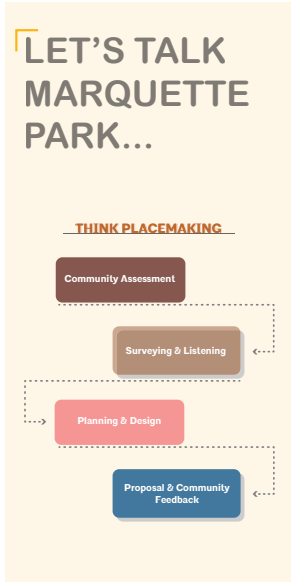 LET’S TALK
MARQUETTE
PARK...
THINK PLACEMAKING
Community Assessment
Surveying & Listening
Planning & Design
Proposal & Community
Feedback